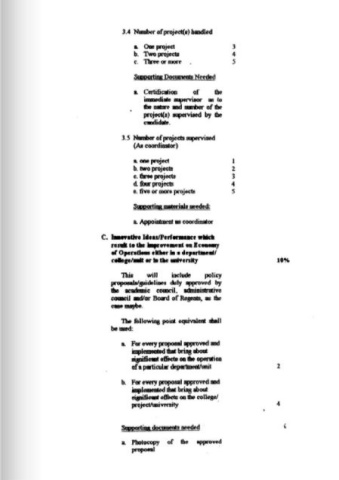 3.4 Number of project(s) handled
a. One project 3
b. Two projects 4
c. Three or more 5
Supporting Documents Needed
a. Certification of the
immediate supervisor as to
the nature and number of the
project(s) supervised by the
candidate.
3.5 Number of projects supervised
(As coordinator)
a. one project 1
b. two projects 2
c. three projects 3
d. four projects 4
e. five or more projects 5
Supporting materials needed:
a. Appointment as coordinator
C. Innovative Ideas/Performance which
result to the improvement on Economy
of Operations either in a department/
college/unit or in the university 10%
This will include policy
proposals/guidelines duly approved by
the academic council, administrative
council and/or Board of Regents, as the
case maybe.
The following point equivalent shall
be used:
a. For every proposal approved and
implemented that bring about
significant effects on the operation
of a particular department/unit 2
b. For every proposal approved and
implemented that bring about
significant effects on the college/
project/university 4
Supporting documents needed
a. Photocopy of the approved
proposal